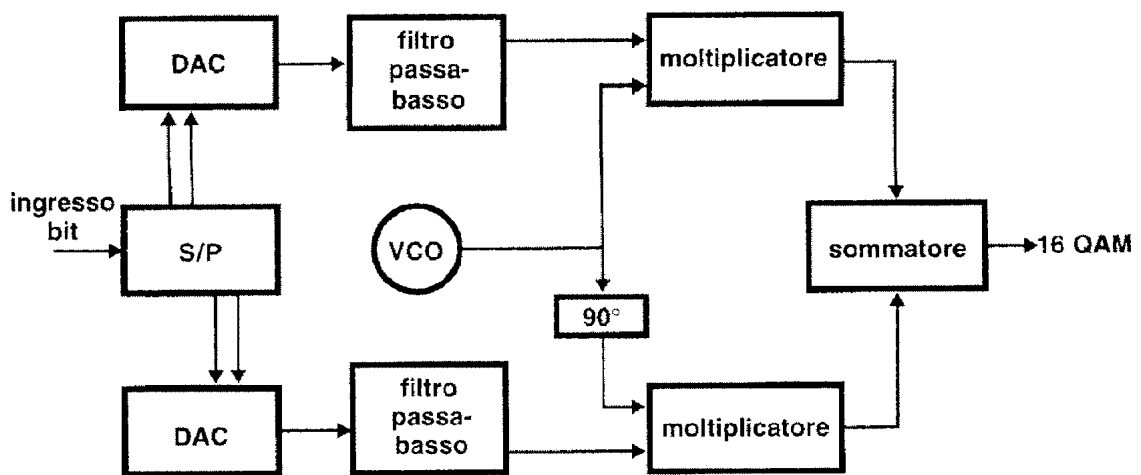 DAC
filtro
passa-
basso
moltiplicatore
ingresso
bit
S/P
VCO
sommatore
16 QAM
90°
DAC
filtro
passa-
basso
moltiplicatore